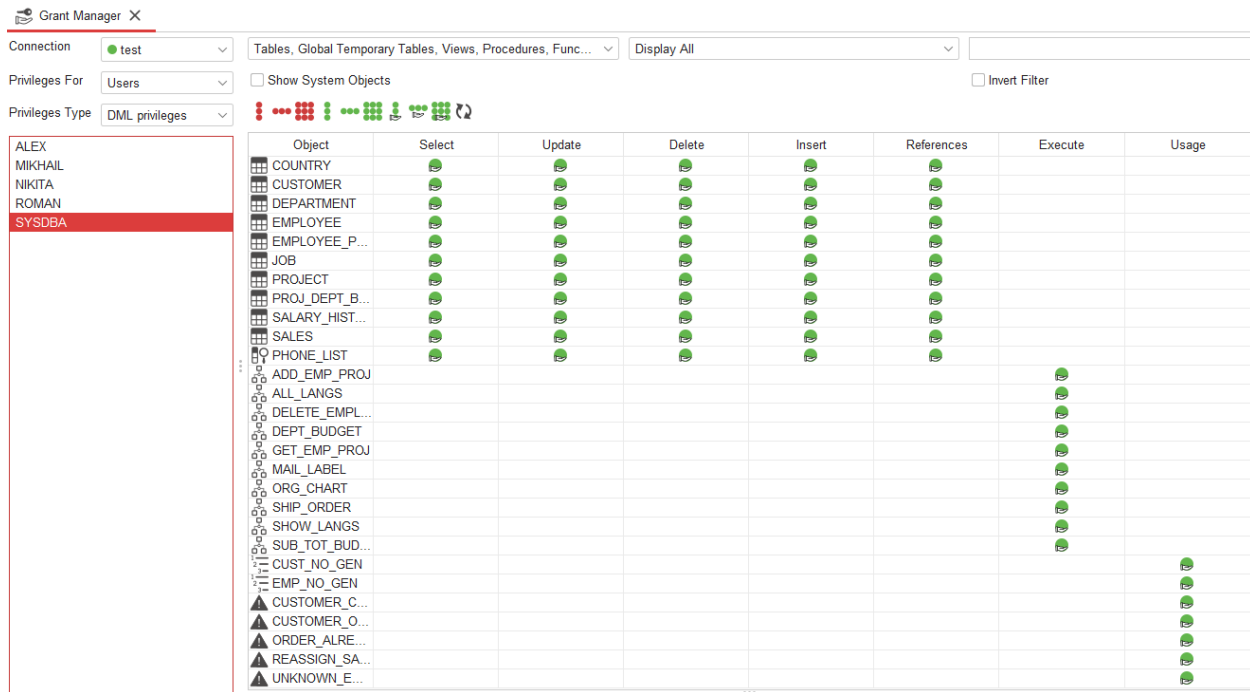 Grant Manager
Connection test Tables, Global Temporary Tables, Views, Procedures, Func... Display All
Privileges For Users Show System Objects Invert Filter
Privileges Type DML privileges
ALEX
MIKHAIL
NIKITA
ROMAN
SYSDBA
Object Select Update Delete Insert References Execute Usage
COUNTRY
CUSTOMER
DEPARTMENT
EMPLOYEE
EMPLOYEE_P...
JOB
PROJECT
PROJ_DEPT_B...
SALARY_HIST...
SALES
PHONE_LIST
ADD_EMP_PROJ
ALL_LANGS
DELETE_EMPL...
DEPT_BUDGET
GET_EMP_PROJ
MAIL_LABEL
ORG_CHART
SHIP_ORDER
SHOW_LANGS
SUB_TOT_BUD...
CUST_NO_GEN
EMP_NO_GEN
CUSTOMER_C...
CUSTOMER_O...
ORDER_ALRE...
REASSIGN_SA...
UNKNOWN_E...